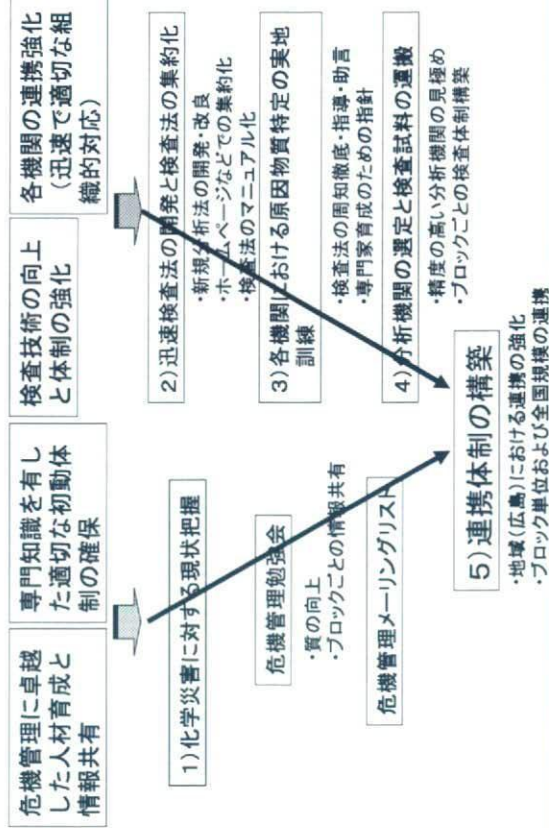 危機管理に卓越
した人材育成と
情報共有
専門知識を有し
た適切な初動体
制の確保
検査技術の向上
と体制の強化
各機関の連携強化
（迅速で適切な組
織的対応）
1)化学災害に対する現状把握
危機管理勉強会
・質の向上
・ブロックごとの情報共有
危機管理メーリングリスト
2)迅速検査法の開発と検査法の集約化
・新規分析法の開発・改良
・ホームページなどでの集約化
・検査法のマニュアル化
3)各機関における原因物質特定の実地
訓練
・検査法の周知徹底・指導・助言
・専門家育成のための指針
4)分析機関の選定と検査試料の運搬
・精度の高い分析機関の見極め
・ブロックごとの検査体制構築
5)連携体制の構築
・地域(広島)における連携の強化
・ブロック単位および全国規模の連携